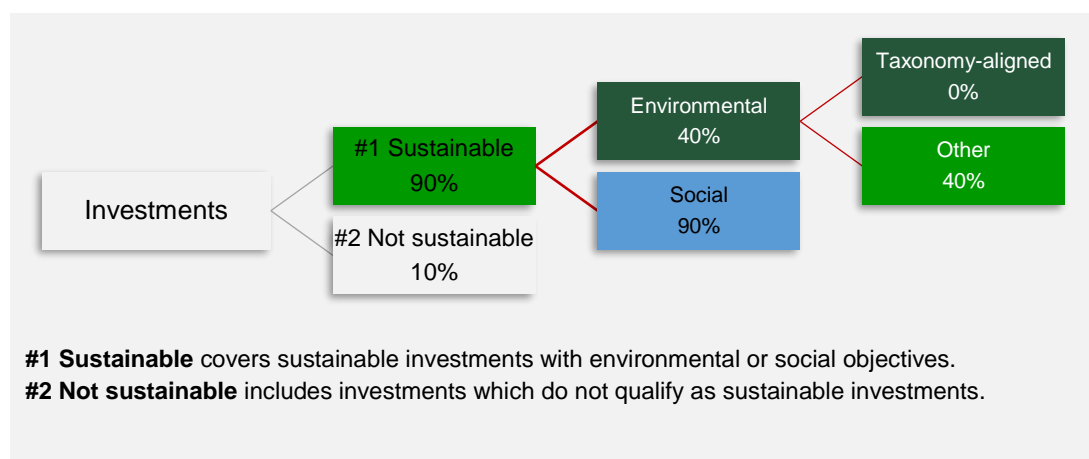 Investments
#1 Sustainable
90%
#2 Not sustainable
10%
Environmental
40%
Social
90%
Taxonomy-aligned
0%
Other
40%
#1 Sustainable covers sustainable investments with environmental or social objectives.
#2 Not sustainable includes investments which do not qualify as sustainable investments.